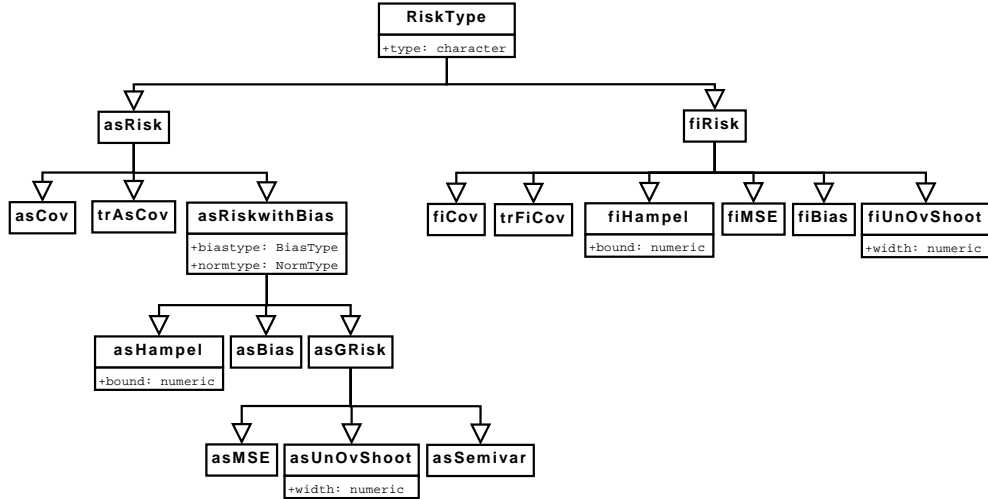 RiskType
+type: character
asRisk
fiRisk
asCov
trAsCov
asRiskwithBias
+biastype: BiasType
+normtype: NormType
fiCov
trFiCov
fiHampel
+bound: numeric
fiMSE
fiBias
fiUnOvShoot
+width: numeric
asHampel
+bound: numeric
asBias
asGRisk
asMSE
asUnOvShoot
+width: numeric
asSemivar